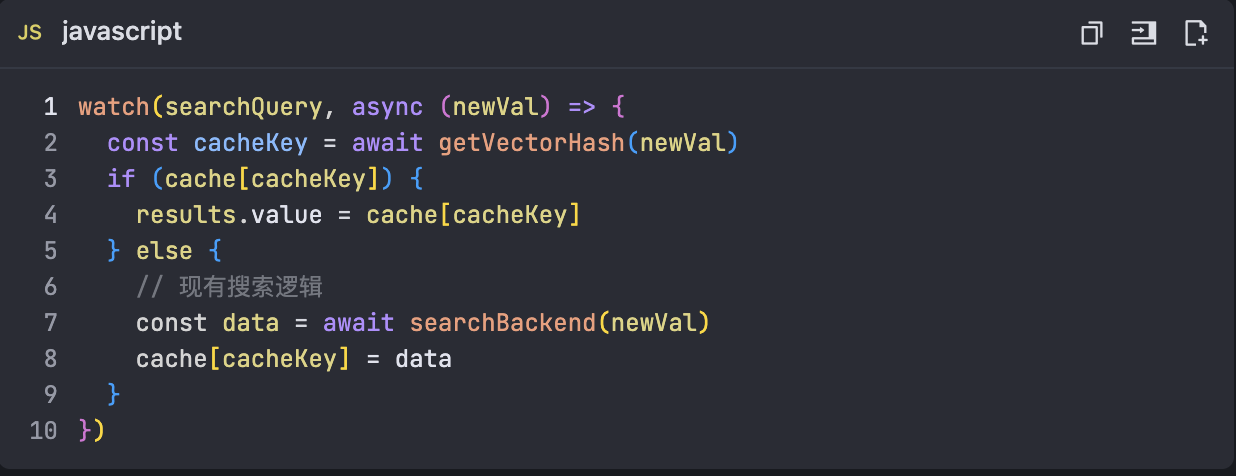 JS javascript
1 watch(searchQuery, async (newVal) => {
2   const cacheKey = await getVectorHash(newVal)
3   if (cache[cacheKey]) {
4     results.value = cache[cacheKey]
5   } else {
6     // 现有搜索逻辑
7     const data = await searchBackend(newVal)
8     cache[cacheKey] = data
9   }
10 })